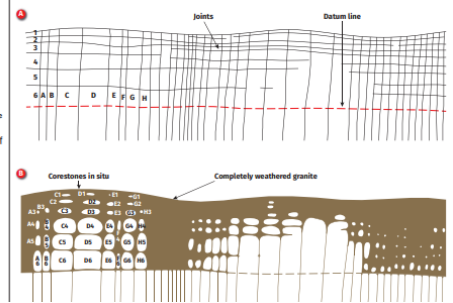 A
Joints
Datum line
1
2
3
4
5
6 A B C D E F G H
B
Corestones in situ
Completely weathered granite
C1 D1 E1 G1
B2 C2 D2 E2 G2
A3 C3 D3 E3 G3 H3
A4 B4 C4 D4 E4 G4 H4
A5 B5 C5 D5 E5 G5 H5
A6 B6 C6 D6 E6 G6 H6